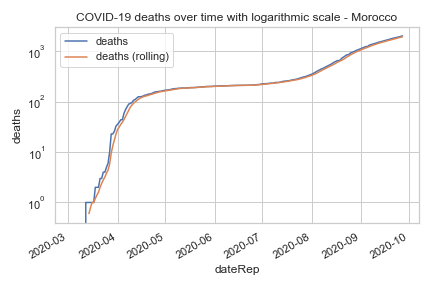 COVID-19 deaths over time with logarithmic scale - Morocco
deaths
deaths (rolling)
10³
10²
10¹
10⁰
deaths
2020-03
2020-04
2020-05
2020-06
2020-07
2020-08
2020-09
2020-10
dateRep